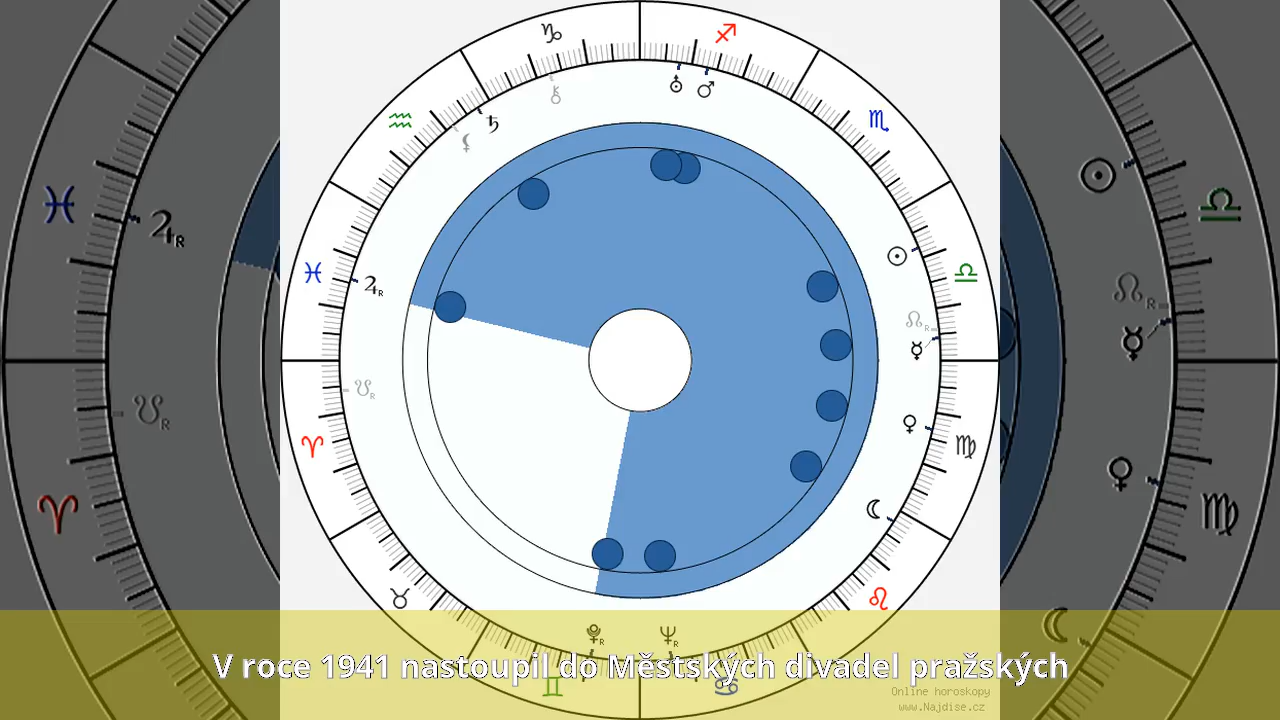 V roce 1941 nastoupil do Městských divadel pražských
Online horoskopy
www.Najdise.cz